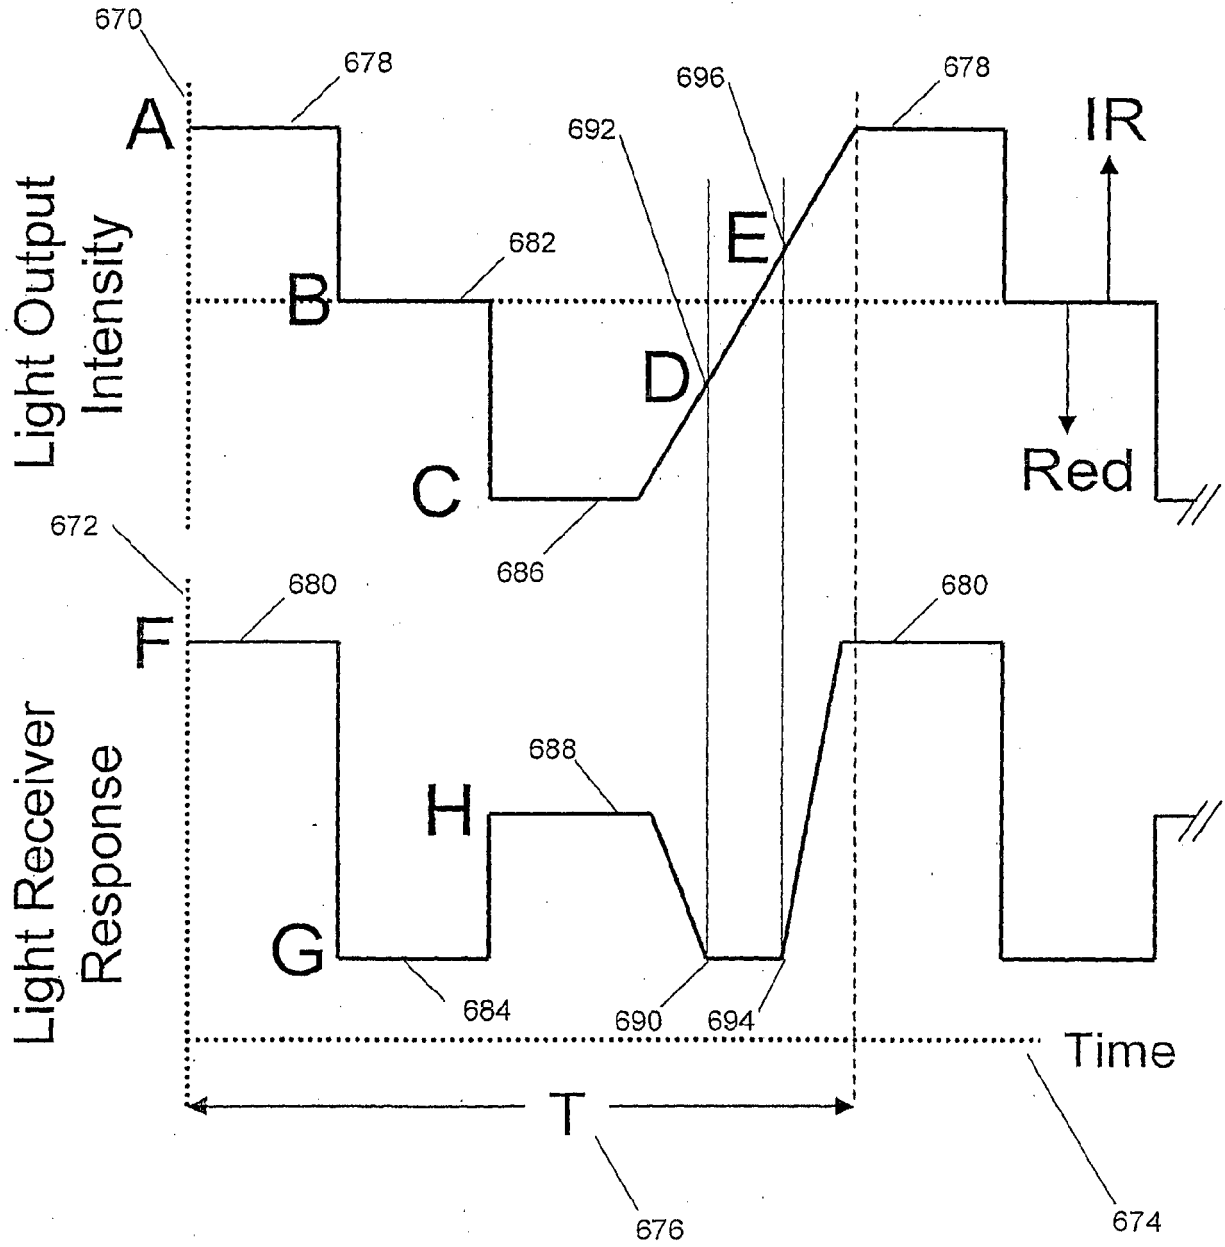 670
678
696
678
A
692
IR
E
682
B
Light Output
Intensity
D
C
Red
672
686
680
680
F
688
H
Light Receiver
Response
G
684
690
694
Time
T
676
674